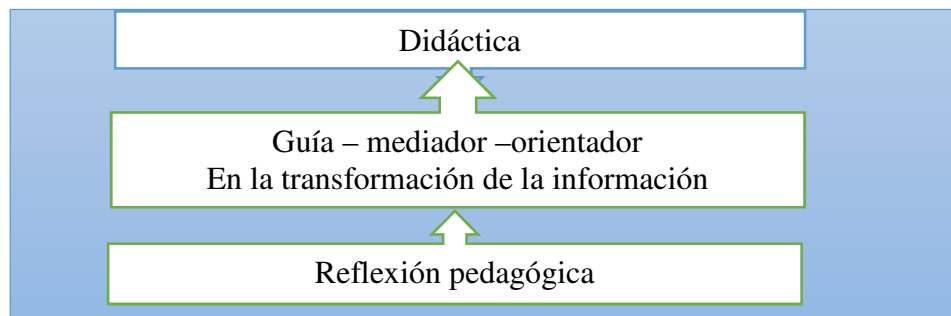 Didáctica
Guía – mediador –orientador
En la transformación de la información
Reflexión pedagógica